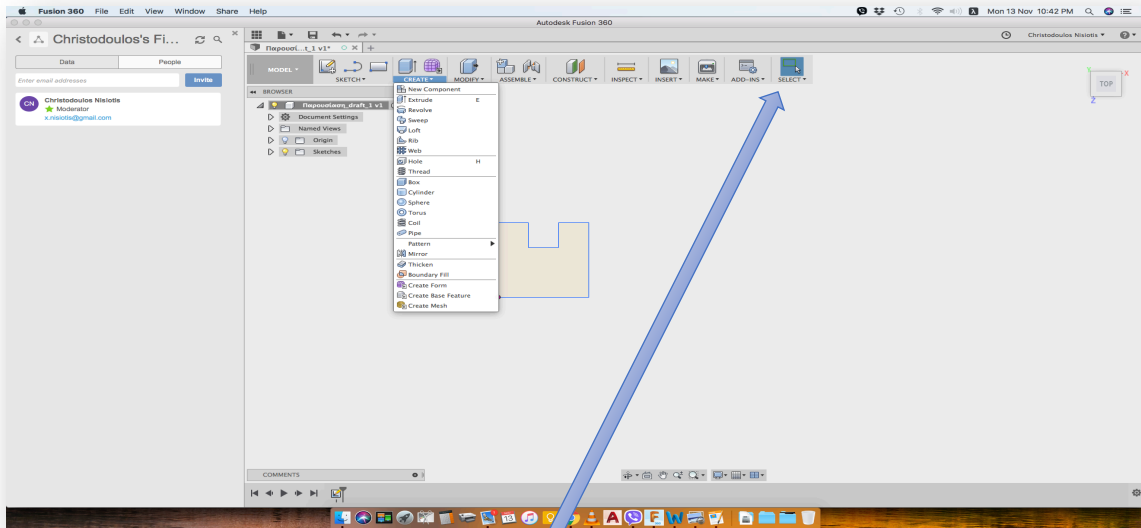 Fusion 360 File Edit View Window Share Help
Mon 13 Nov 10:42 PM
Autodesk Fusion 360
Christodoulos's Fi...
Christodoulos Nisiotis
Παρουσί...t_1 v1*
Data People
Enter email addresses
Invite
CN
Christodoulos Nisiotis
Moderator
x.nisiotis@gmail.com
MODEL
SKETCH CREATE MODIFY ASSEMBLE CONSTRUCT INSPECT INSERT MAKE ADD-INS SELECT
BROWSER
Παρουσίαση_draft_1 v1
Document Settings
Named Views
Origin
Sketches
New Component
Extrude E
Revolve
Sweep
Loft
Rib
Web
Hole H
Thread
Box
Cylinder
Sphere
Torus
Coil
Pipe
Pattern
Mirror
Thicken
Boundary Fill
Create Form
Create Base Feature
Create Mesh
Y
X
TOP
Z
COMMENTS